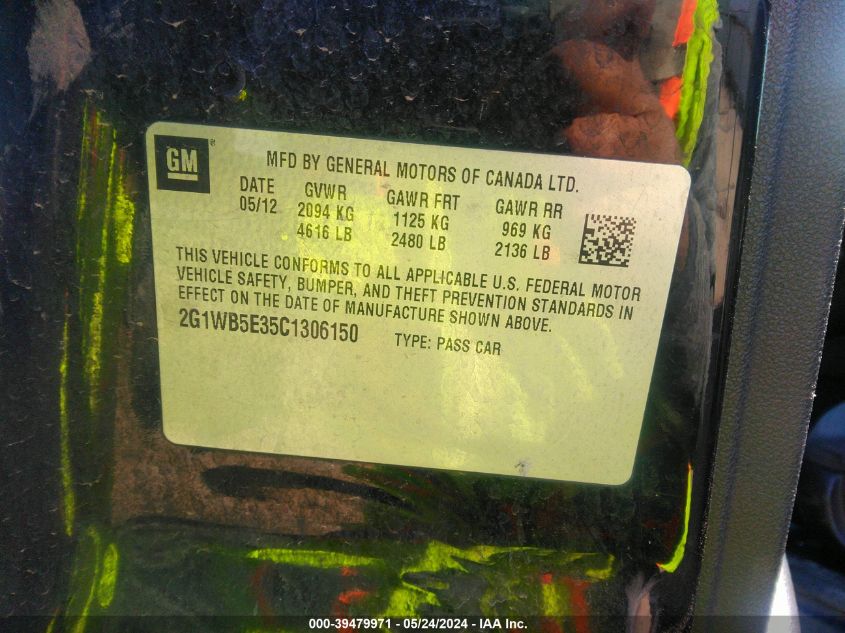 GM ®
MFD BY GENERAL MOTORS OF CANADA LTD.
DATE GVWR GAWR FRT GAWR RR
05/12 2094 KG 1125 KG 969 KG
4616 LB 2480 LB 2136 LB
THIS VEHICLE CONFORMS TO ALL APPLICABLE U.S. FEDERAL MOTOR
VEHICLE SAFETY, BUMPER, AND THEFT PREVENTION STANDARDS IN
EFFECT ON THE DATE OF MANUFACTURE SHOWN ABOVE.
2G1WB5E35C1306150 TYPE: PASS CAR
000-39479971 - 05/24/2024 - IAA Inc.